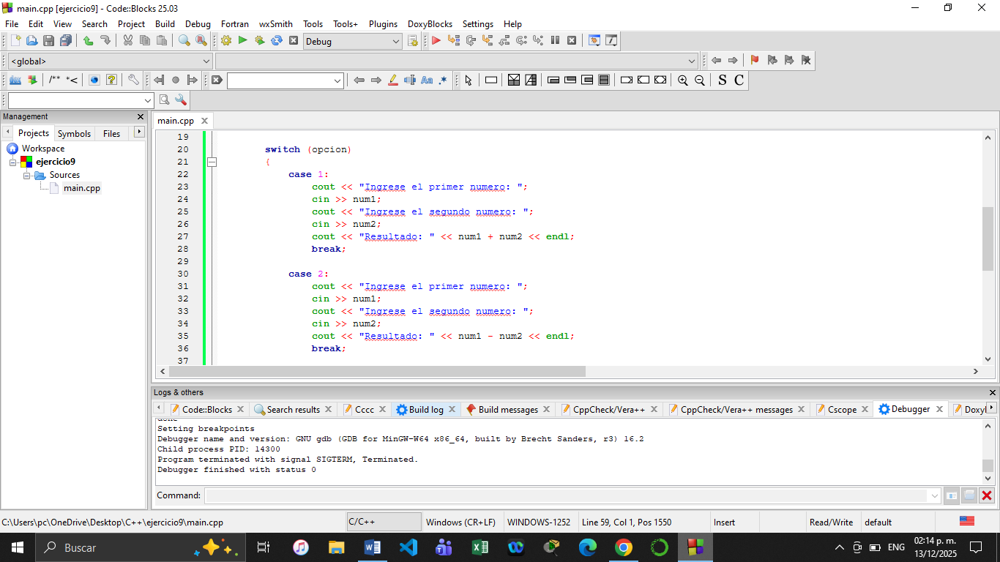 main.cpp [ejercicio9] - Code::Blocks 25.03
File Edit View Search Project Build Debug Fortran wxSmith Tools Tools+ Plugins DoxyBlocks Settings Help
Debug
<global>
/** *<
Aa .*
S C
Management
Projects Symbols Files
Workspace
ejercicio9
Sources
main.cpp
main.cpp
19
20 switch (opcion)
21 {
22 case 1:
23 cout << "Ingrese el primer numero: ";
24 cin >> num1;
25 cout << "Ingrese el segundo numero: ";
26 cin >> num2;
27 cout << "Resultado: " << num1 + num2 << endl;
28 break;
29
30 case 2:
31 cout << "Ingrese el primer numero: ";
32 cin >> num1;
33 cout << "Ingrese el segundo numero: ";
34 cin >> num2;
35 cout << "Resultado: " << num1 - num2 << endl;
36 break;
37
Logs & others
Code::Blocks Search results Cccc Build log Build messages CppCheck/Vera++ CppCheck/Vera++ messages Cscope Debugger Doxyl
Setting breakpoints
Debugger name and version: GNU gdb (GDB for MinGW-W64 x86_64, built by Brecht Sanders, r3) 16.2
Child process PID: 14300
Program terminated with signal SIGTERM, Terminated.
Debugger finished with status 0
Command:
C:\Users\pc\OneDrive\Desktop\C++\ejercicio9\main.cpp C/C++ Windows (CR+LF) WINDOWS-1252 Line 59, Col 1, Pos 1550 Insert Read/Write default
Buscar
ENG
02:14 p. m.
13/12/2025